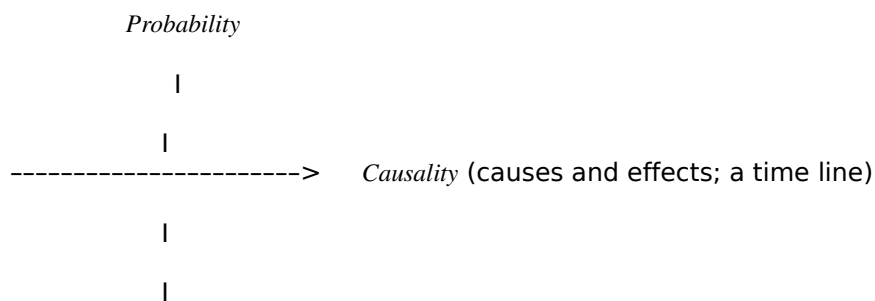 Probability
|
|
-----------------------> Causality (causes and effects; a time line)
|
|